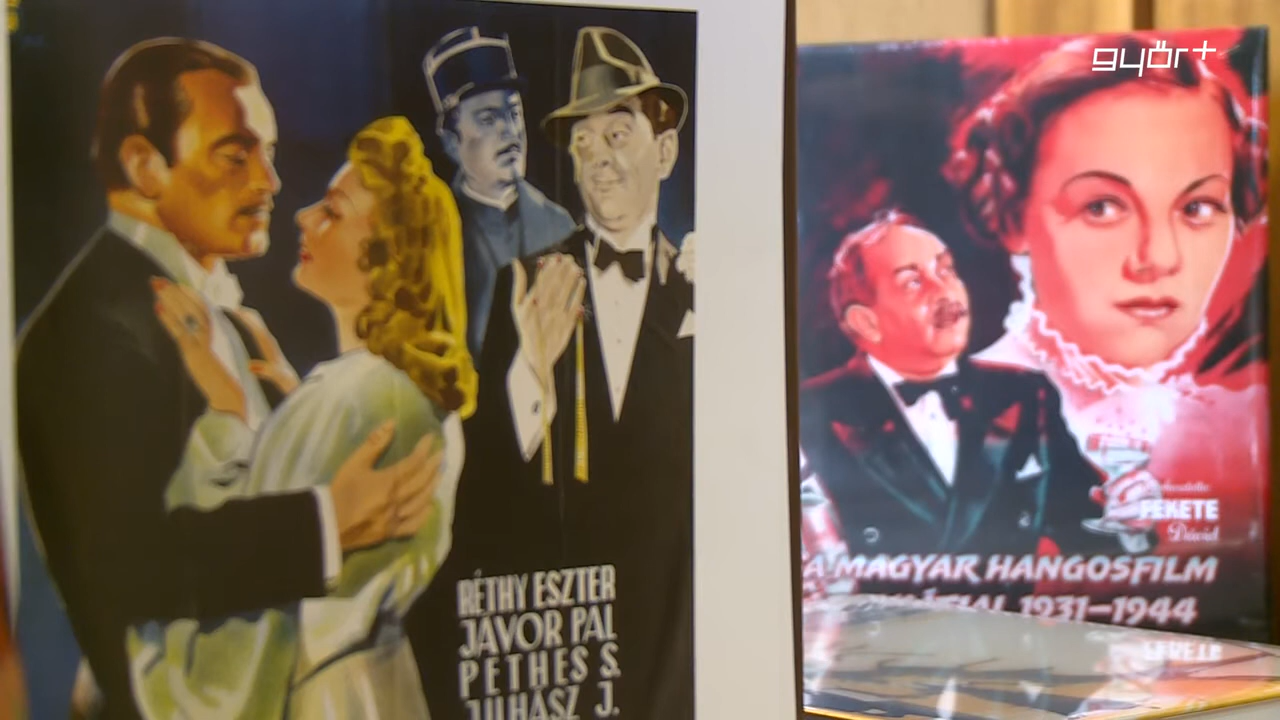 győr+
RÉTHY ESZTER
JÁVOR PÁL
PETHES S.
JUHÁSZ J.
FEKETE
Dávid
A MAGYAR HANGOSFILM
1931–1944